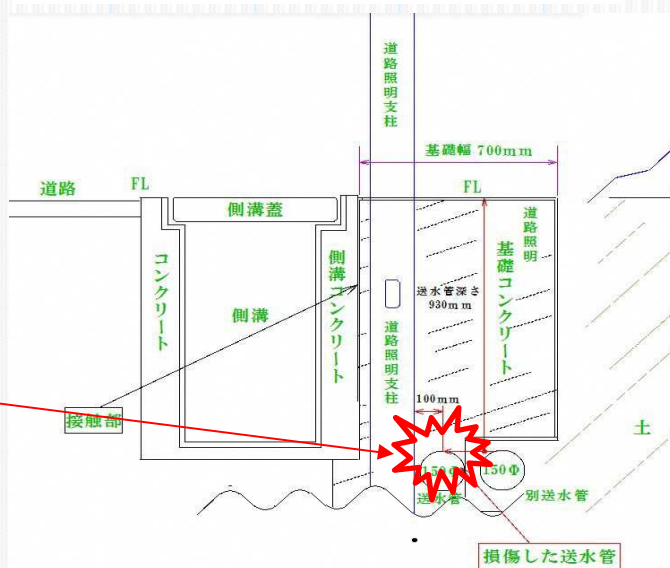 道路照明支柱
基礎幅 700mm
道路
FL
FL
側溝蓋
道路照明
基礎コンクリート
コンクリート
側溝コンクリート
側溝
送水管深さ
930mm
道路照明支柱
100mm
接触部
土
150Φ
150Φ
送水管
別送水管
損傷した送水管